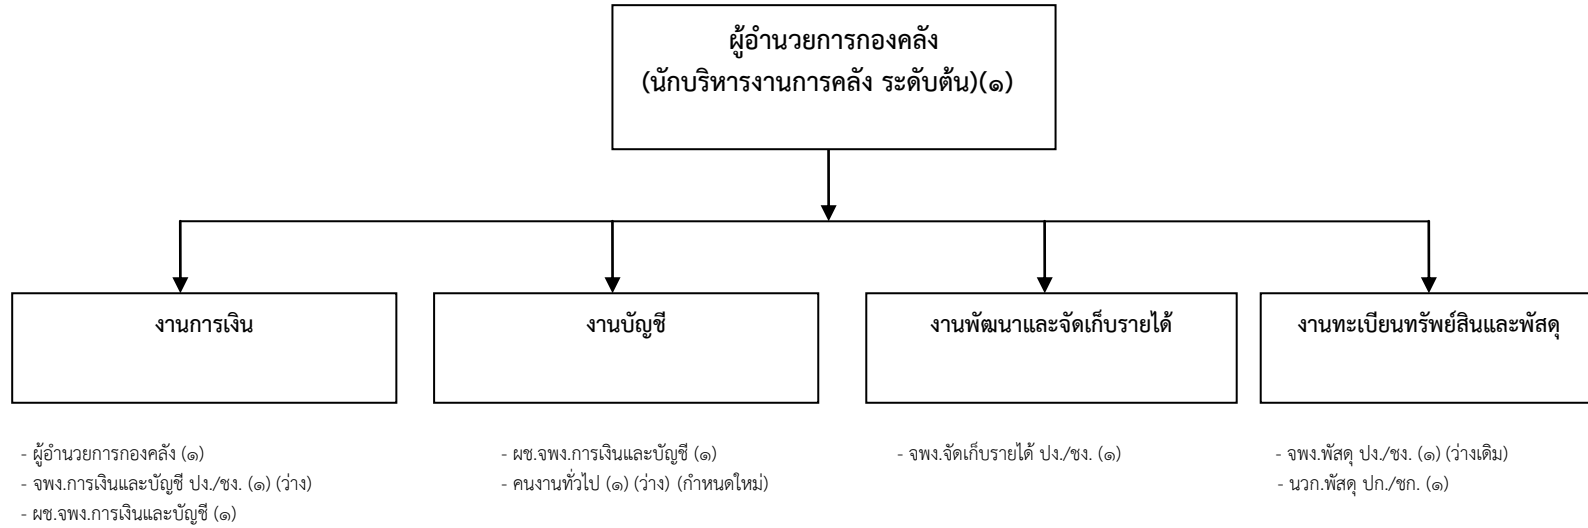 ผู้อำนวยการกองคลัง
(นักบริหารงานการคลัง ระดับต้น)(๑)
งานการเงิน
งานบัญชี
งานพัฒนาและจัดเก็บรายได้
งานทะเบียนทรัพย์สินและพัสดุ
- ผู้อำนวยการกองคลัง (๑)
- จพง.การเงินและบัญชี ปง./ชง. (๑) (ว่าง)
- ผช.จพง.การเงินและบัญชี (๑)
- ผช.จพง.การเงินและบัญชี (๑)
- คนงานทั่วไป (๑) (ว่าง) (กำหนดใหม่)
- จพง.จัดเก็บรายได้ ปง./ชง. (๑)
- จพง.พัสดุ ปง./ชง. (๑) (ว่างเดิม)
- นวก.พัสดุ ปก./ชก. (๑)